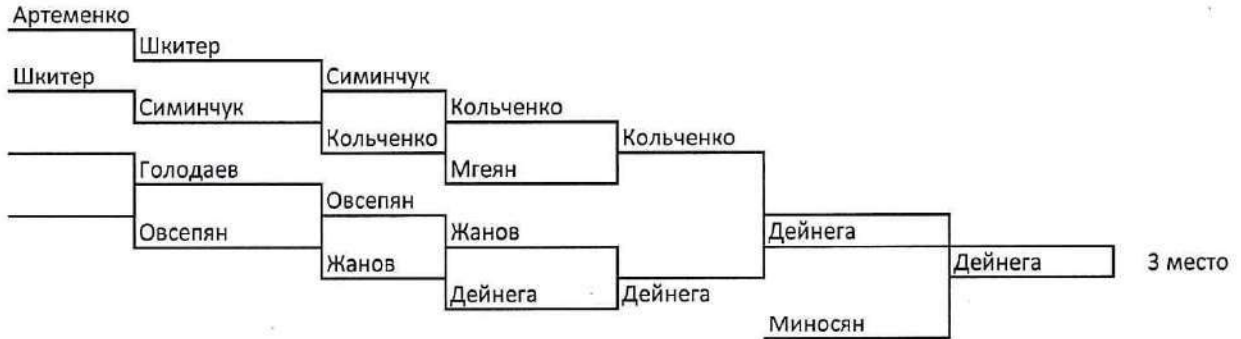 Артеменко
Шкитер
Шкитер
Симинчук
Симинчук
Кольченко
Кольченко
Кольченко
Голодаев
Мгеян
Овсепян
Овсепян
Жанов
Дейнега
Жанов
Дейнега
3 место
Дейнега
Дейнега
Миносян